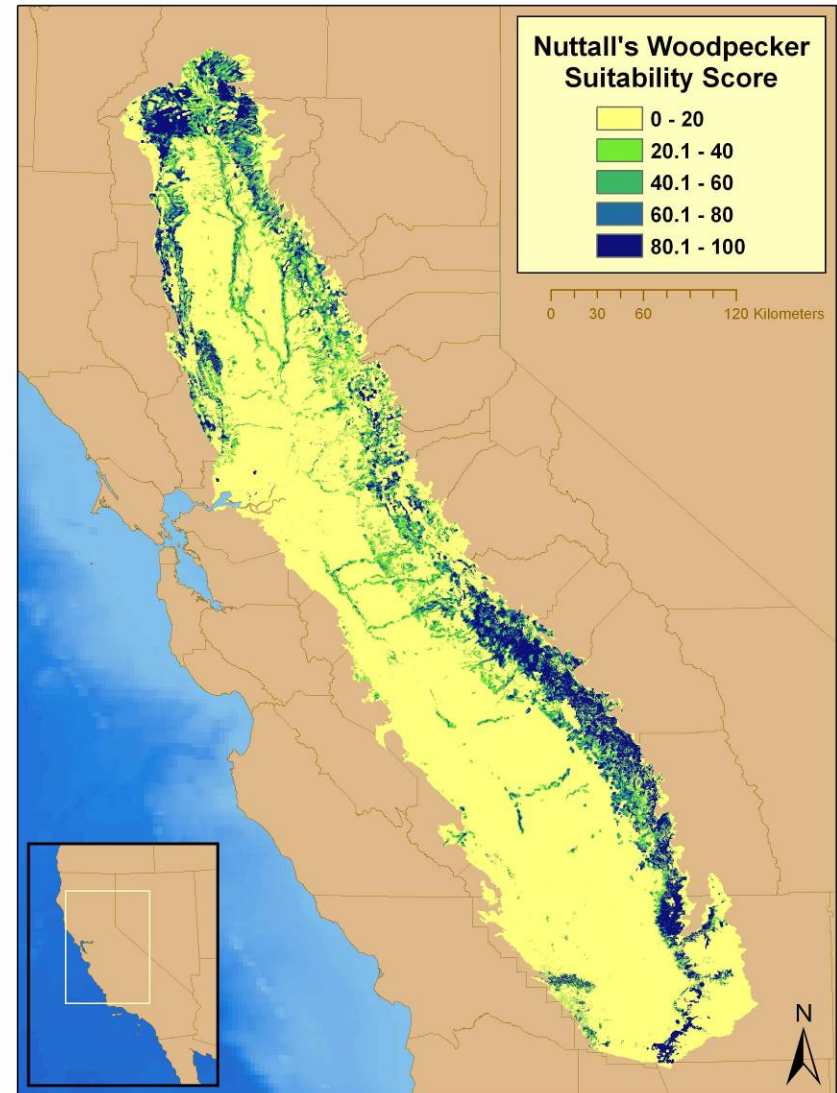 Nuttall's Woodpecker
Suitability Score
0 - 20
20.1 - 40
40.1 - 60
60.1 - 80
80.1 - 100
0 30 60 120 Kilometers
N